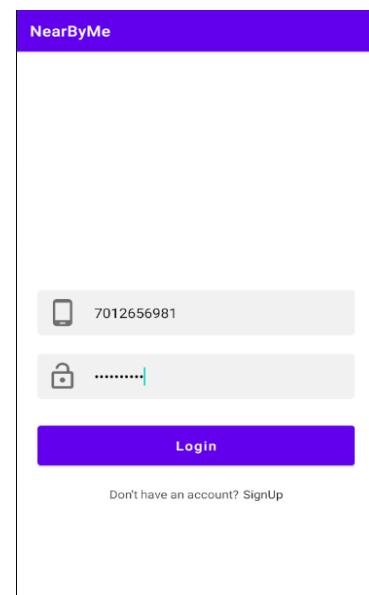 NearByMe
7012656981
••••••••••
Login
Don't have an account? SignUp